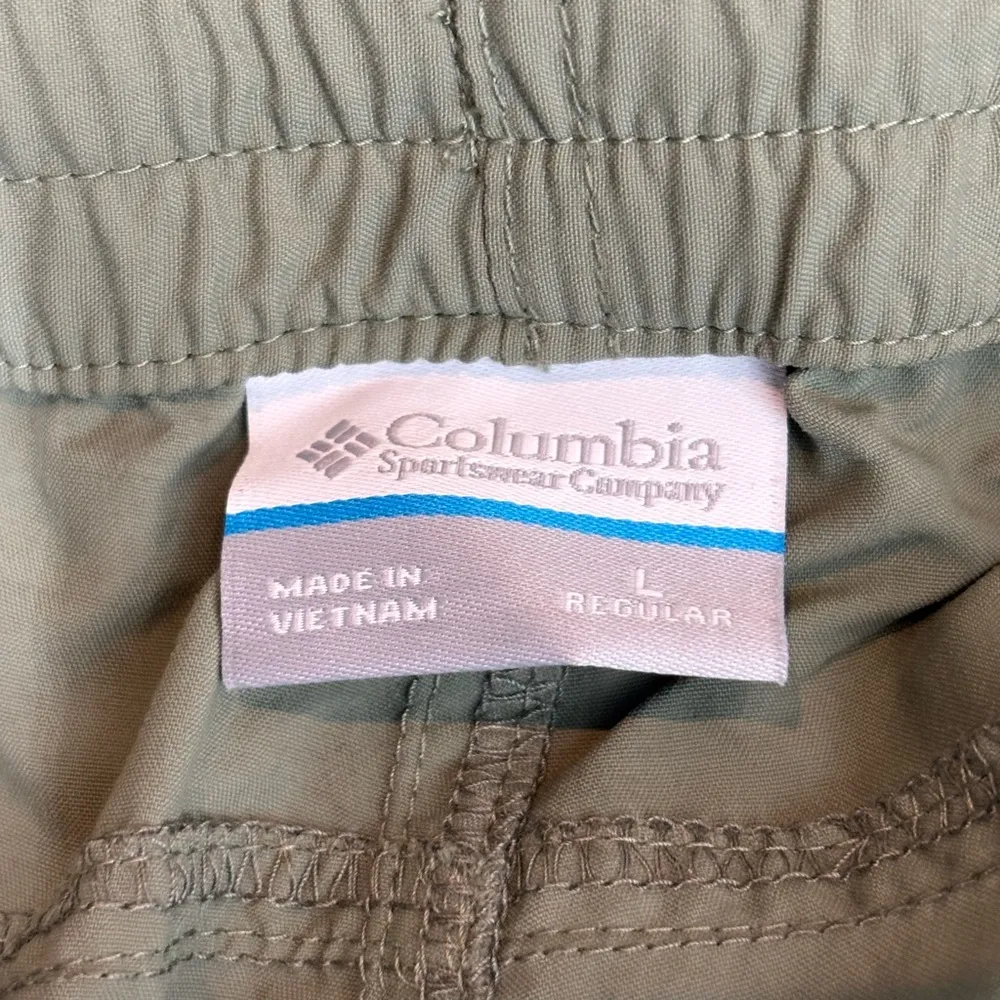 Columbia
Sportswear Company
MADE IN
VIETNAM
L
REGULAR